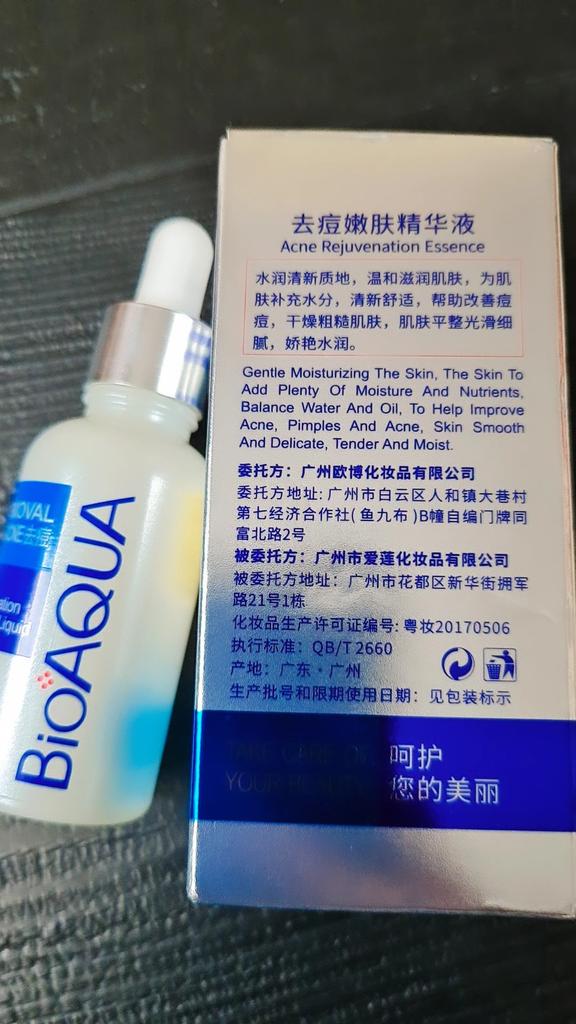 去痘嫩肤精华液
Acne Rejuvenation Essence
水润清新质地，温和滋润肌肤，为肌
肤补充水分，清新舒适，帮助改善痘
痘，干燥粗糙肌肤，肌肤平整光滑细
腻，娇艳水润。
Gentle Moisturizing The Skin, The Skin To
Add Plenty Of Moisture And Nutrients,
Balance Water And Oil, To Help Improve
Acne, Pimples And Acne, Skin Smooth
And Delicate, Tender And Moist.
委托方：广州欧博化妆品有限公司
委托方地址：广州市白云区人和镇大巷村
第七经济合作社(鱼九布)B幢自编门牌同
富北路2号
被委托方：广州市爱莲化妆品有限公司
被委托方地址：广州市花都区新华街拥军
路21号1栋
化妆品生产许可证编号: 粤妆20170506
执行标准：QB/T 2660
产地：广东·广州
生产批号和限期使用日期：见包装标示
TAKE CARE OF
YOUR BEAUTY
呵护
您的美丽
BioAQUA
去痘